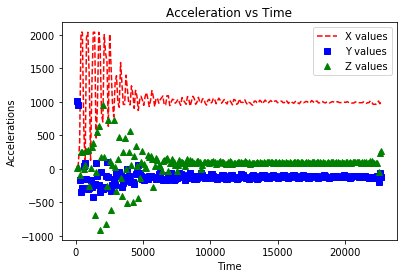 Acceleration vs Time
X values
Y values
Z values
2000
1500
1000
500
0
−500
−1000
Accelerations
0
5000
10000
15000
20000
Time